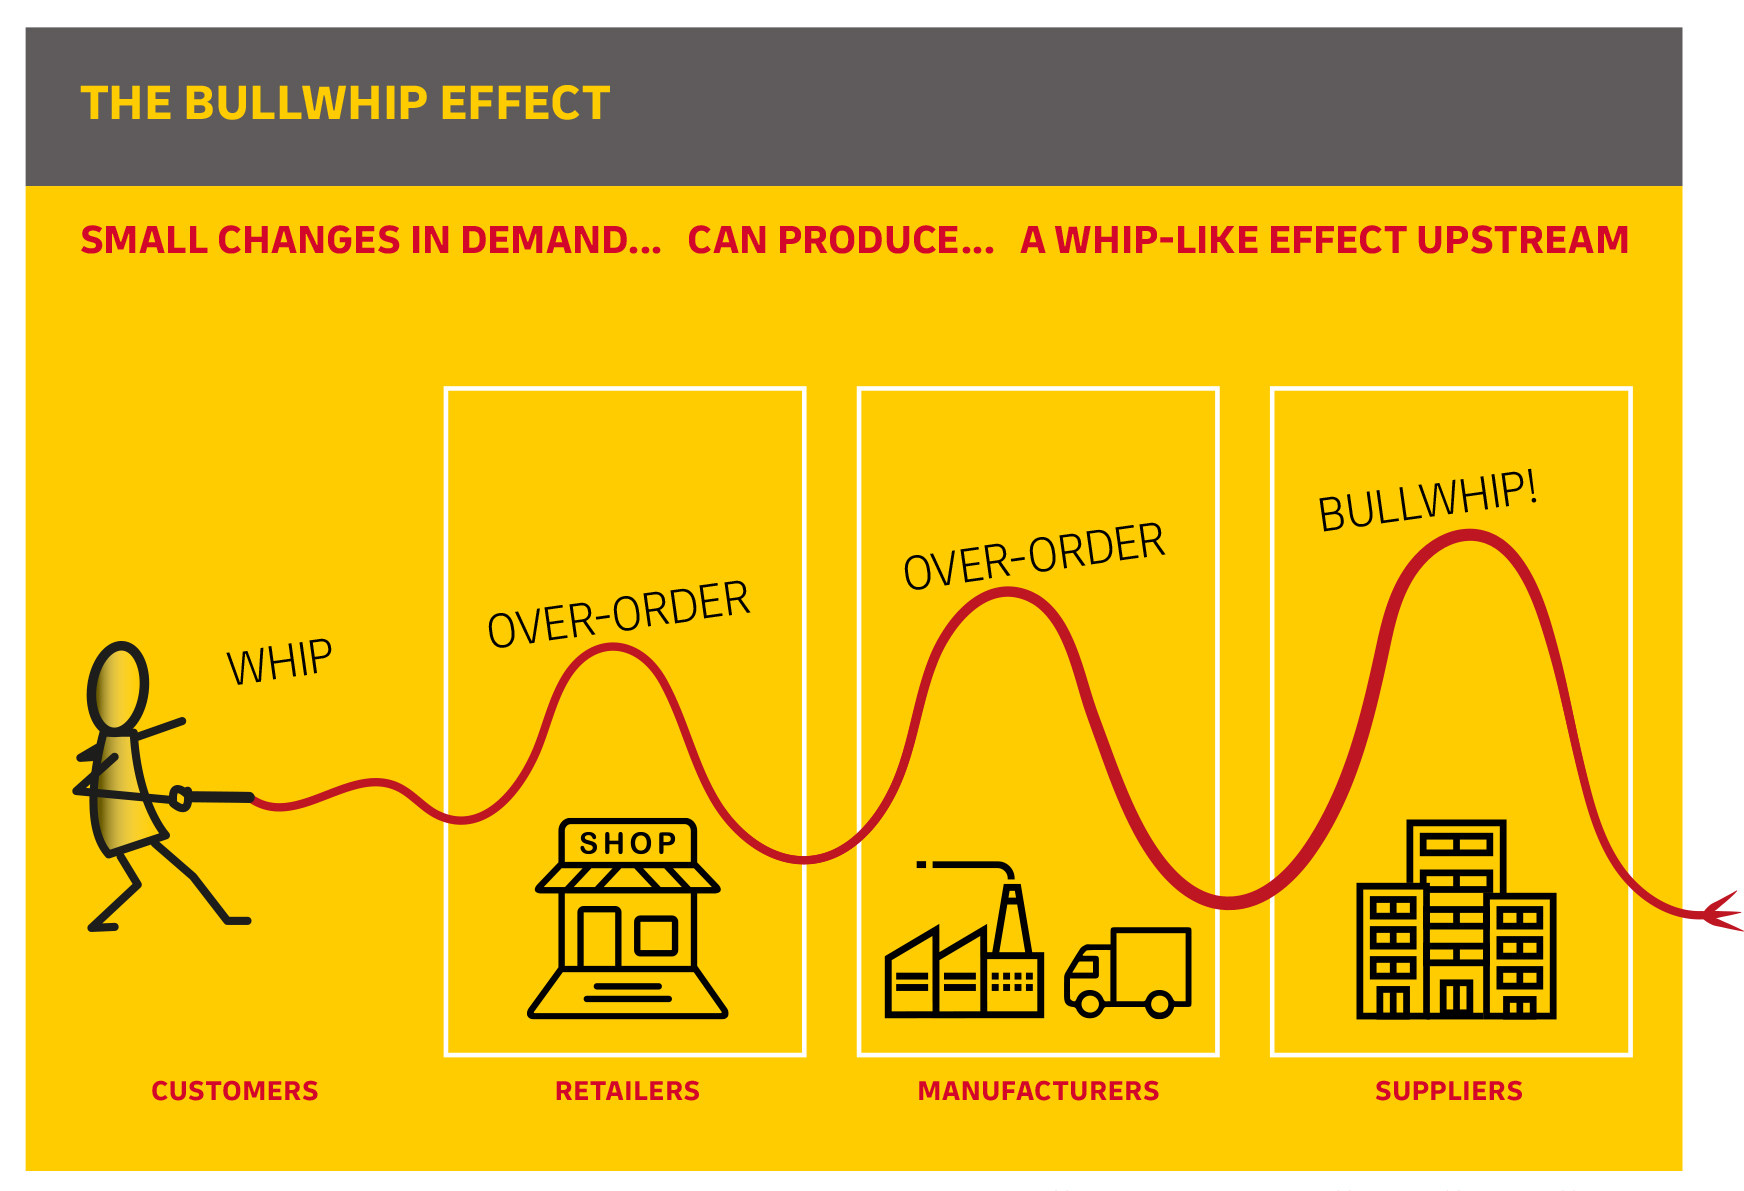 THE BULLWHIP EFFECT
SMALL CHANGES IN DEMAND... CAN PRODUCE... A WHIP-LIKE EFFECT UPSTREAM
WHIP
OVER-ORDER
OVER-ORDER
BULLWHIP!
SHOP
CUSTOMERS
RETAILERS
MANUFACTURERS
SUPPLIERS